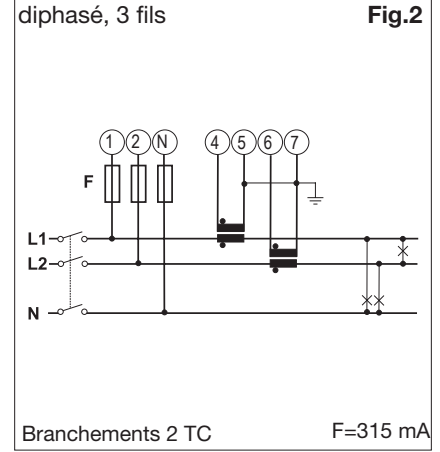 diphasé, 3 fils Fig.2
1 2 N 4 5 6 7
F
L1
L2
N
Branchements 2 TC F=315 mA